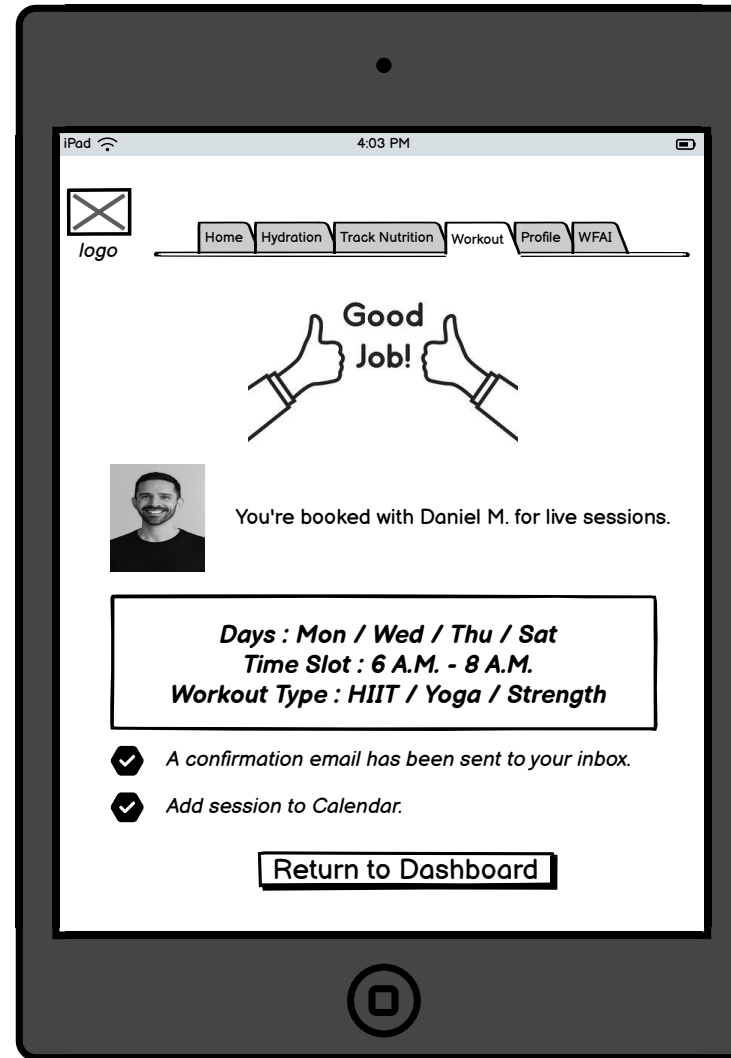 iPad
4:03 PM
logo
Home Hydration Track Nutrition Workout Profile WFAI
Good
Job!
You're booked with Daniel M. for live sessions.
Days : Mon / Wed / Thu / Sat
Time Slot : 6 A.M. - 8 A.M.
Workout Type : HIIT / Yoga / Strength
A confirmation email has been sent to your inbox.
Add session to Calendar.
Return to Dashboard